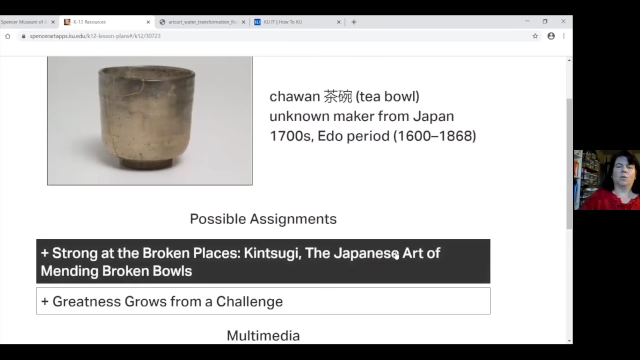 Spencer Museum of A
K-12 Resources
artcart_water_transformation_fi
KU IT | How To KU
spencerartapps.ku.edu/k12-lesson-plans#/k12/10723
chawan 茶碗 (tea bowl)
unknown maker from Japan
1700s, Edo period (1600–1868)
Possible Assignments
+ Strong at the Broken Places: Kintsugi, The Japanese Art of
Mending Broken Bowls
+ Greatness Grows from a Challenge
Multimedia